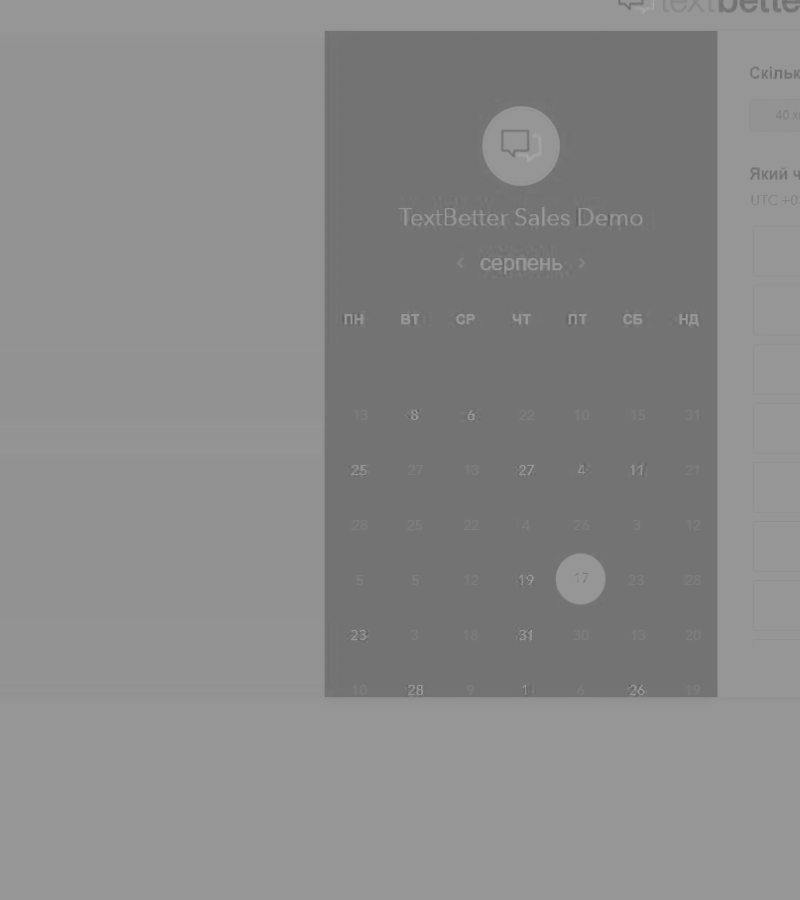 textbette
TextBetter Sales Demo
‹ серпень ›
ПН ВТ СР ЧТ ПТ СБ НД
13 8 6 22 10 15 31
25 27 13 27 4 11 21
28 25 22 4 26 3 12
5 5 12 19 17 23 28
23 3 18 31 30 13 20
10 28 9 1 6 26 19
Скільк
40 х
Який ч
UTC +0